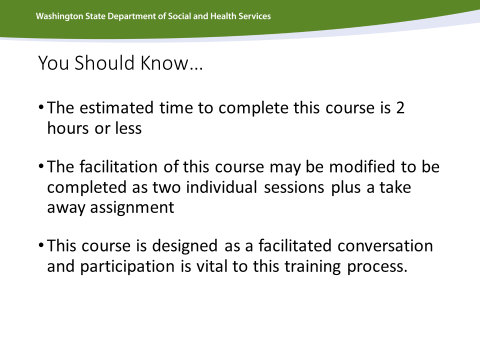 Washington State Department of Social and Health Services
You Should Know...
• The estimated time to complete this course is 2
hours or less
• The facilitation of this course may be modified to be
completed as two individual sessions plus a take
away assignment
• This course is designed as a facilitated conversation
and participation is vital to this training process.